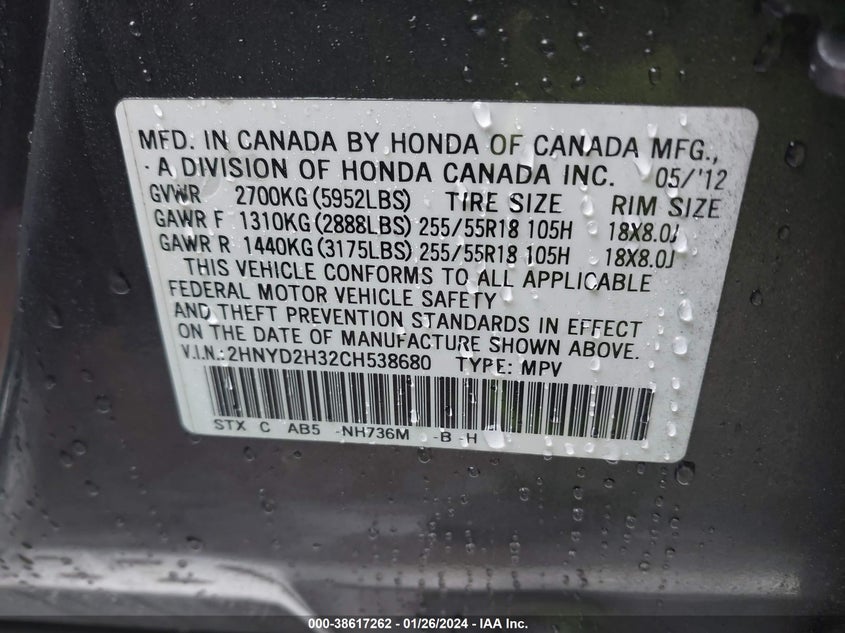 MFD. IN CANADA BY HONDA OF CANADA MFG.,
A DIVISION OF HONDA CANADA INC. 05/'12
GVWR 2700KG (5952LBS) TIRE SIZE RIM SIZE
GAWR F 1310KG (2888LBS) 255/55R18 105H 18X8.0J
GAWR R 1440KG (3175LBS) 255/55R18 105H 18X8.0J
THIS VEHICLE CONFORMS TO ALL APPLICABLE
FEDERAL MOTOR VEHICLE SAFETY
AND THEFT PREVENTION STANDARDS IN EFFECT
ON THE DATE OF MANUFACTURE SHOWN ABOVE.
V.I.N.: 2HNYD2H32CH538680 TYPE: MPV
STX C AB5 -NH736M -B -H
000-38617262 - 01/26/2024 - IAA Inc.